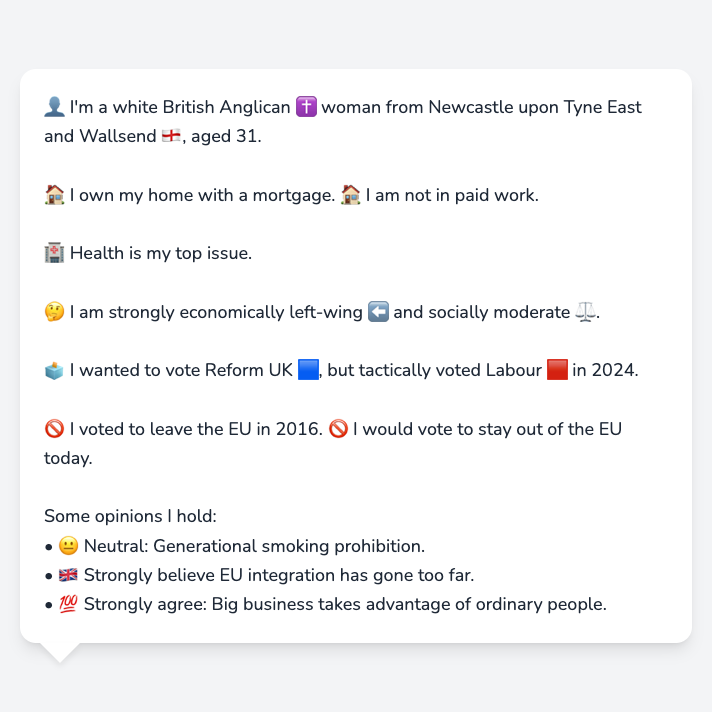 👤 I'm a white British Anglican ✝️ woman from Newcastle upon Tyne East
and Wallsend 🏴󠁧󠁢󠁥󠁮󠁧󠁿, aged 31.
🏠 I own my home with a mortgage. 🏠 I am not in paid work.
🏥 Health is my top issue.
🤔 I am strongly economically left-wing ⬅️ and socially moderate ⚖️.
🗳️ I wanted to vote Reform UK 🟦, but tactically voted Labour 🟥 in 2024.
🚫 I voted to leave the EU in 2016. 🚫 I would vote to stay out of the EU
today.
Some opinions I hold:
• 😐 Neutral: Generational smoking prohibition.
• 🇬🇧 Strongly believe EU integration has gone too far.
• 💯 Strongly agree: Big business takes advantage of ordinary people.